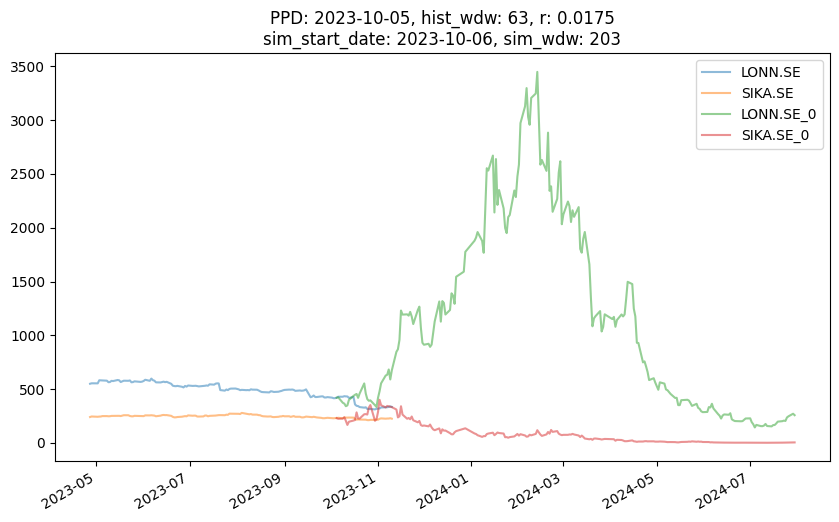 PPD: 2023-10-05, hist_wdw: 63, r: 0.0175
sim_start_date: 2023-10-06, sim_wdw: 203
LONN.SE
SIKA.SE
LONN.SE_0
SIKA.SE_0
3500
3000
2500
2000
1500
1000
500
0
2023-05
2023-07
2023-09
2023-11
2024-01
2024-03
2024-05
2024-07